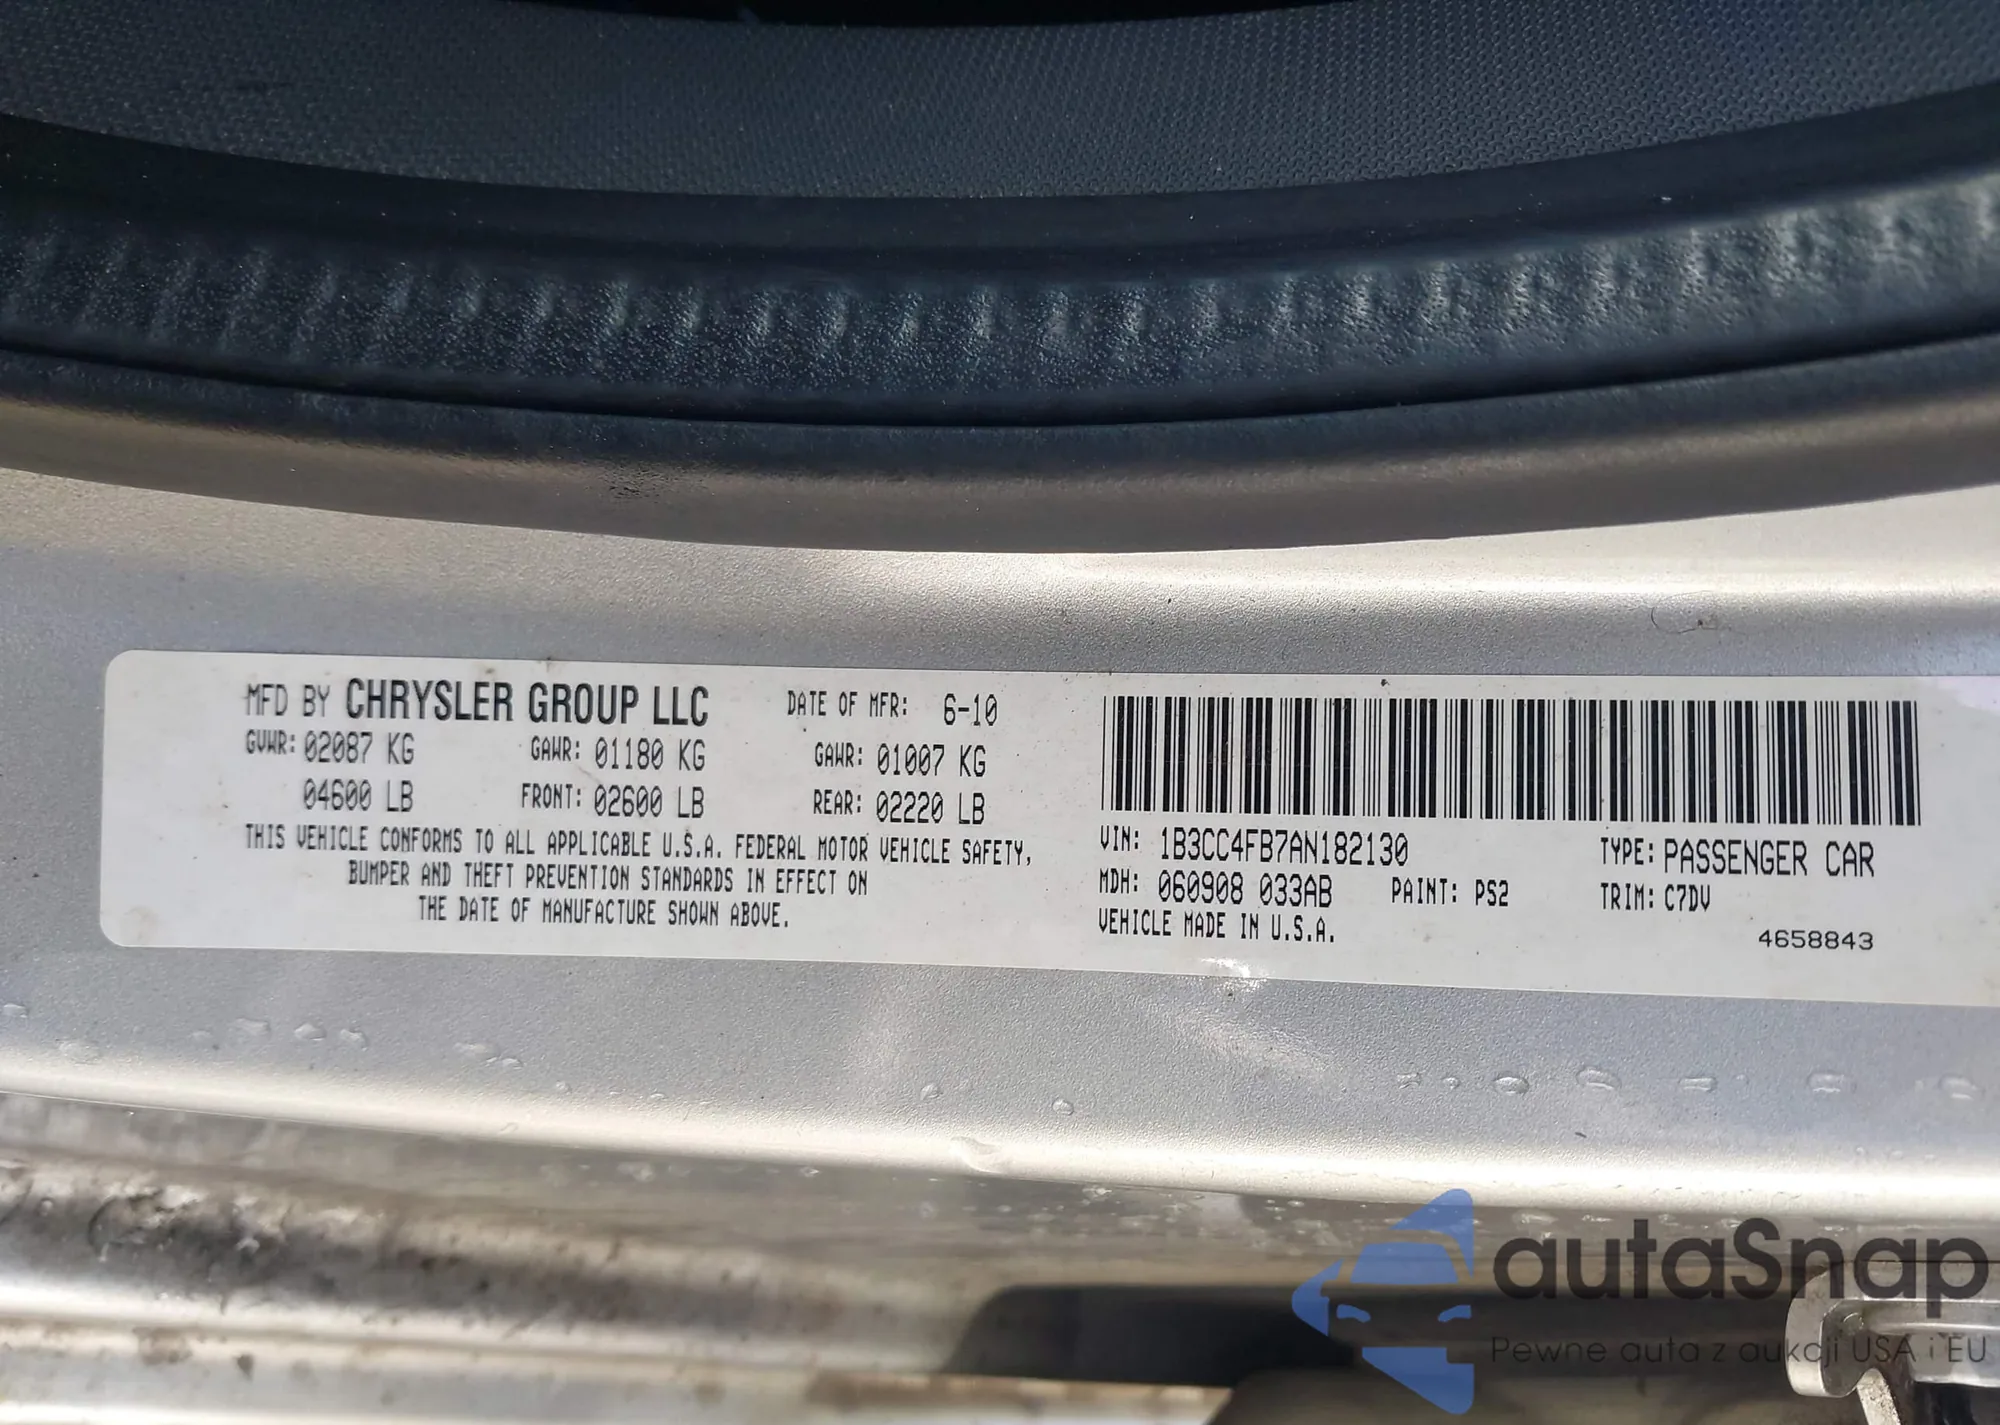 MFD BY CHRYSLER GROUP LLC DATE OF MFR: 6-10
GVWR: 02087 KG GAWR: 01180 KG GAWR: 01007 KG
04600 LB FRONT: 02600 LB REAR: 02220 LB
THIS VEHICLE CONFORMS TO ALL APPLICABLE U.S.A. FEDERAL MOTOR VEHICLE SAFETY,
BUMPER AND THEFT PREVENTION STANDARDS IN EFFECT ON
THE DATE OF MANUFACTURE SHOWN ABOVE.
VIN: 1B3CC4FB7AN182130 TYPE: PASSENGER CAR
MDH: 060908 033AB PAINT: PS2 TRIM: C7DV
VEHICLE MADE IN U.S.A.
4658843
autaSnap
Pewne auta z aukcji USA i EU